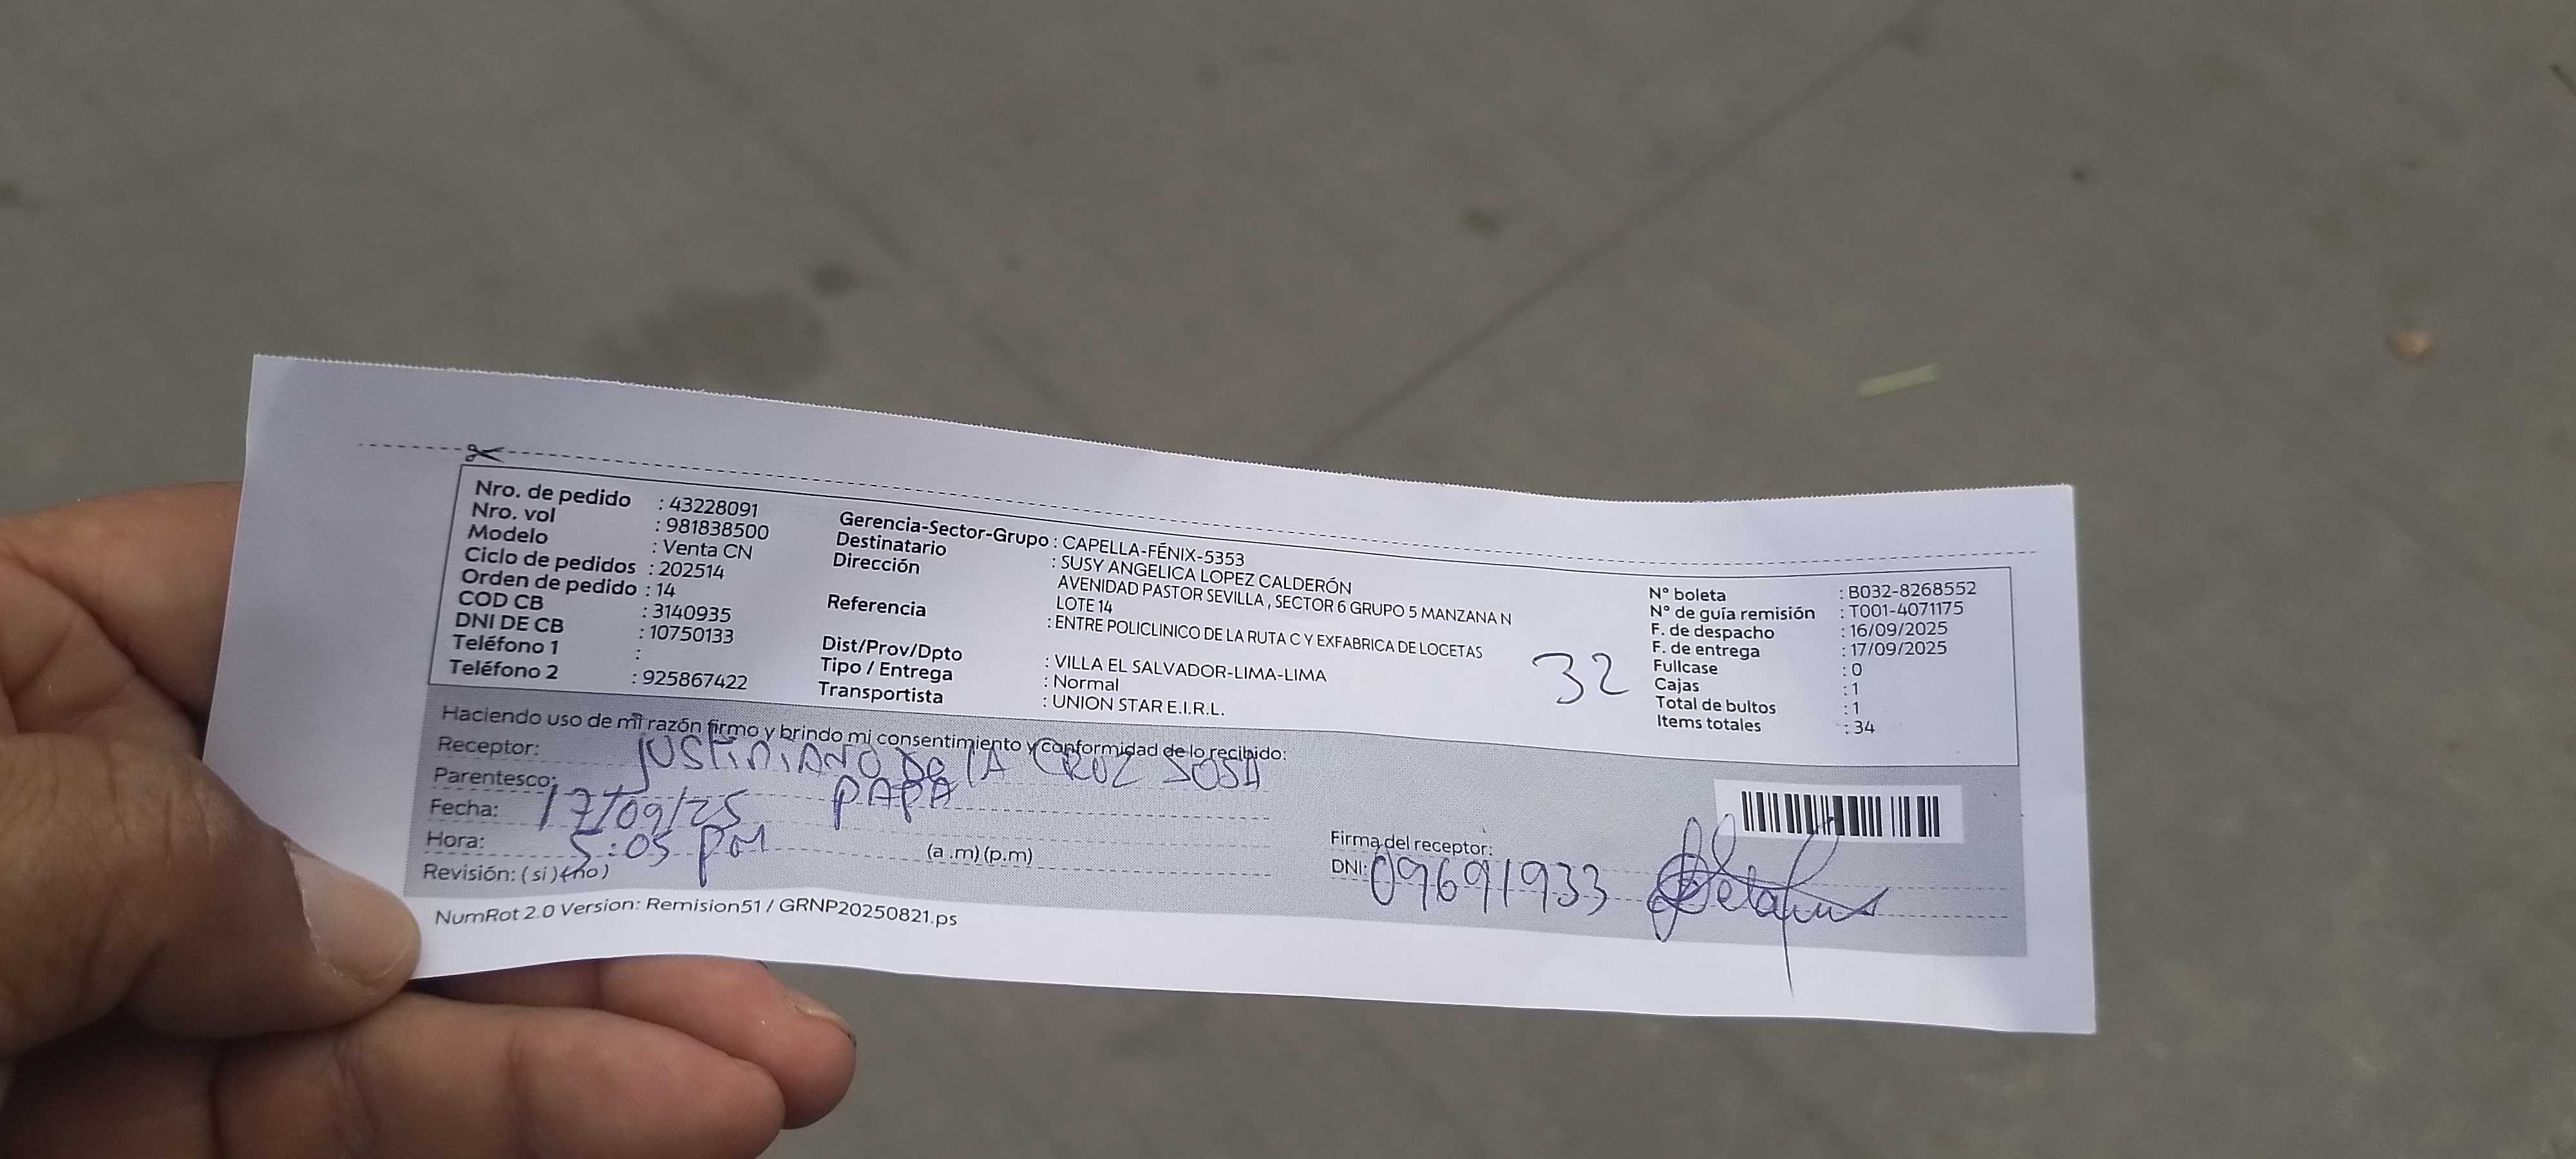 Nro. de pedido : 43228091
Nro. vol : 981838500
Modelo : Venta CN
Ciclo de pedidos : 202514
Orden de pedido : 14
COD CB : 3140935
DNI DE CB : 10750133
Teléfono 1 :
Teléfono 2 : 925867422
Gerencia-Sector-Grupo : CAPELLA-FÉNIX-5353
Destinatario : SUSY ANGELICA LOPEZ CALDERÓN
Dirección AVENIDAD PASTOR SEVILLA , SECTOR 6 GRUPO 5 MANZANA N
LOTE 14
Referencia : ENTRE POLICLINICO DE LA RUTA C Y EXFABRICA DE LOCETAS
Dist/Prov/Dpto : VILLA EL SALVADOR-LIMA-LIMA
Tipo / Entrega : Normal
Transportista : UNION STAR E.I.R.L.
32
N° boleta : B032-8268552
N° de guía remisión : T001-4071175
F. de despacho : 16/09/2025
F. de entrega : 17/09/2025
Fullcase : 0
Cajas : 1
Total de bultos : 1
Items totales : 34
Haciendo uso de mi razón firmo y brindo mi consentimiento y conformidad de lo recibido:
Receptor: JUSTINIANO De lA CRUZ SOSA
Parentesco: PAPA
Fecha: 17/09/25
Hora: 5:05 pm (a .m) (p.m)
Revisión: ( si ) (no)
Firma del receptor:
DNI: 09691933
NumRot 2.0 Version: Remision51 / GRNP20250821.ps